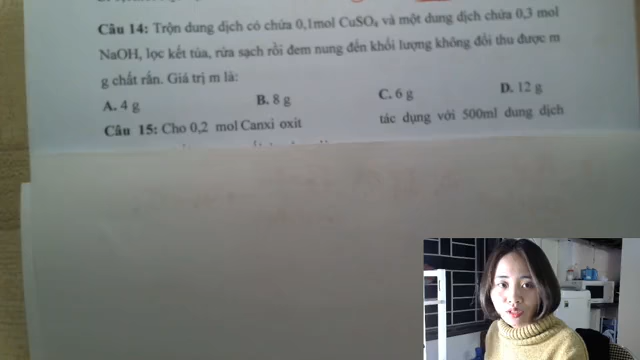 Câu 14: Trộn dung dịch có chứa 0,1mol CuSO₄ và một dung dịch chứa 0,3 mol
NaOH, lọc kết tủa, rửa sạch rồi đem nung đến khối lượng không đổi thu được m
g chất rắn. Giá trị m là:
A. 4 g B. 8 g C. 6 g D. 12 g
Câu 15: Cho 0,2 mol Canxi oxit tác dụng với 500ml dung dịch